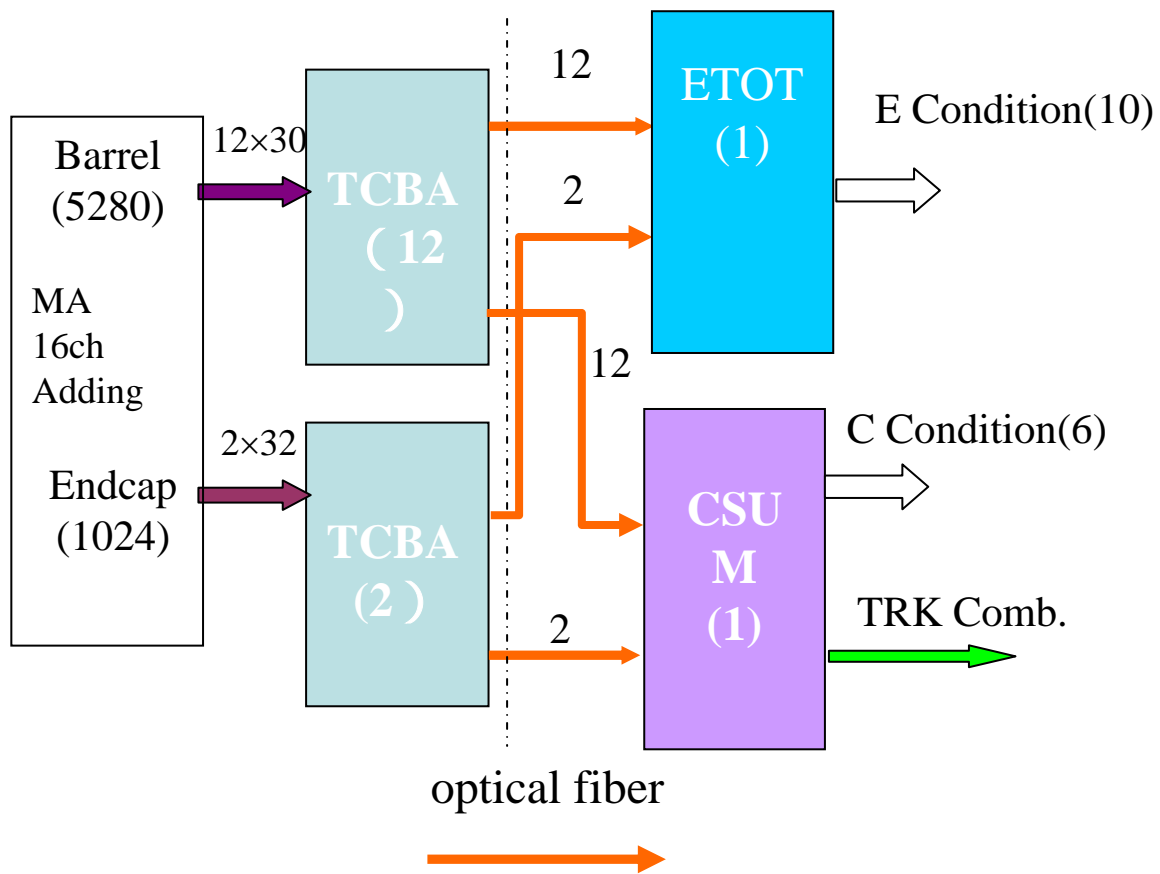 Barrel
(5280)
MA
16ch
Adding
Endcap
(1024)
12×30
2×32
TCBA
（12
）
TCBA
(2）
12
2
12
2
ETOT
(1)
CSU
M
(1)
E Condition(10)
C Condition(6)
TRK Comb.
optical fiber